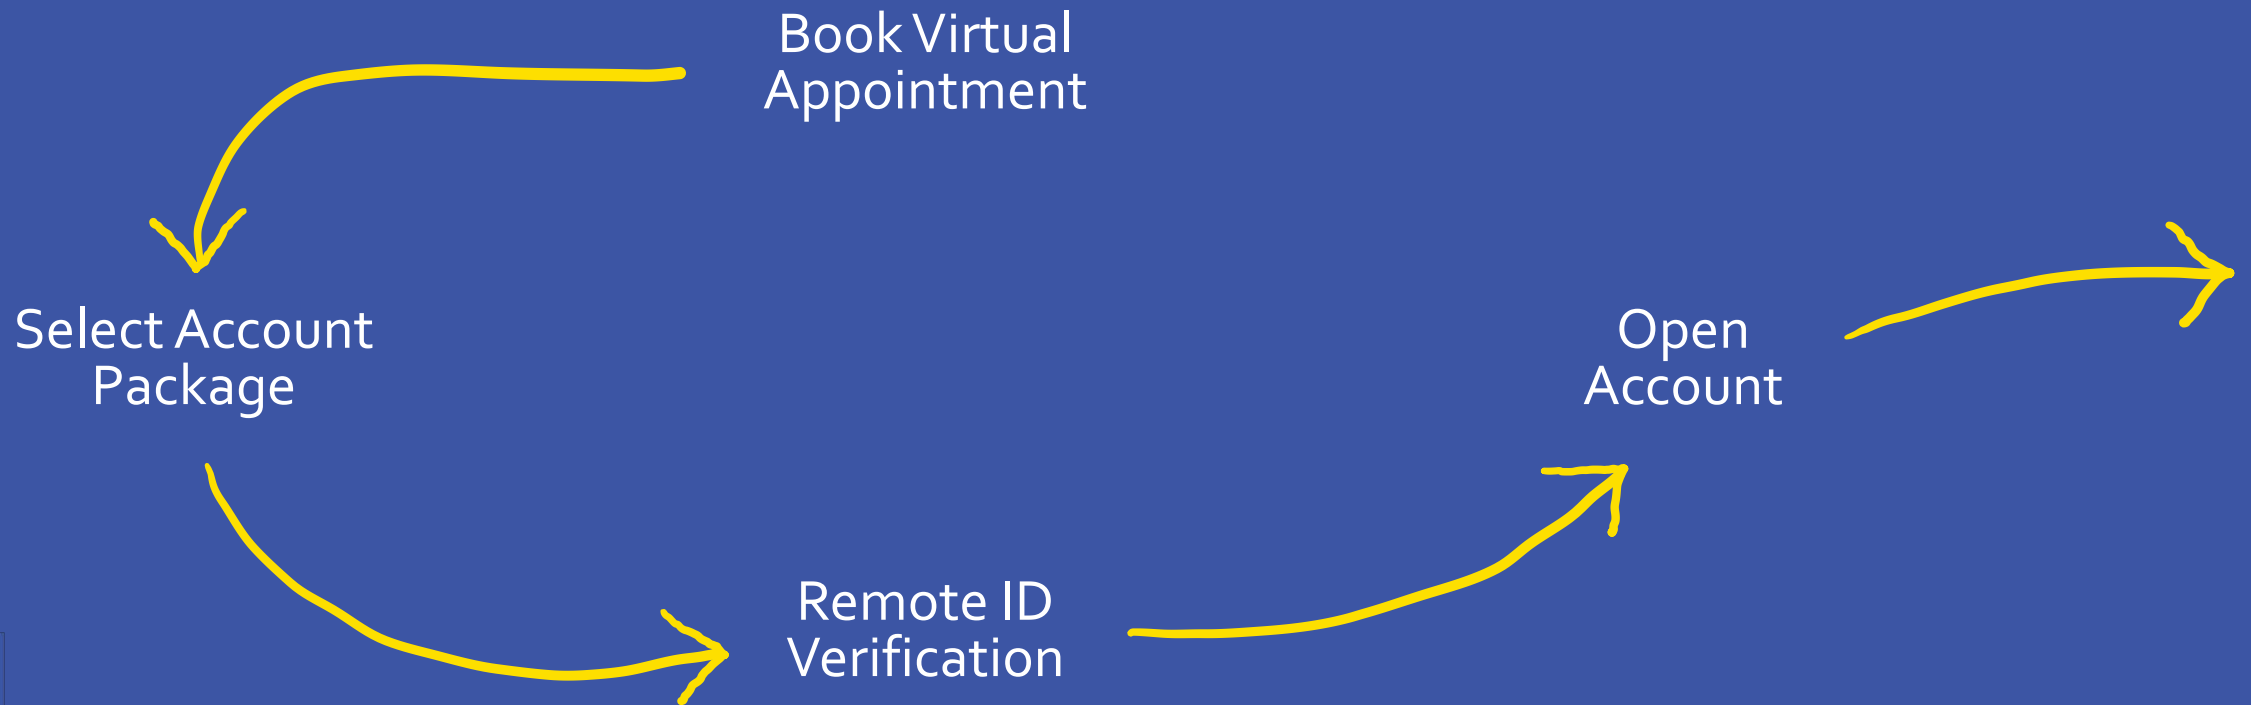 Book Virtual
Appointment
Select Account
Package
Remote ID
Verification
Open
Account